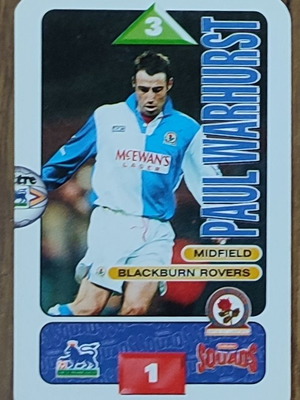 3
PAUL WARHURST
McEWAN'S
LAGER
MIDFIELD
BLACKBURN ROVERS
SQUADS
1